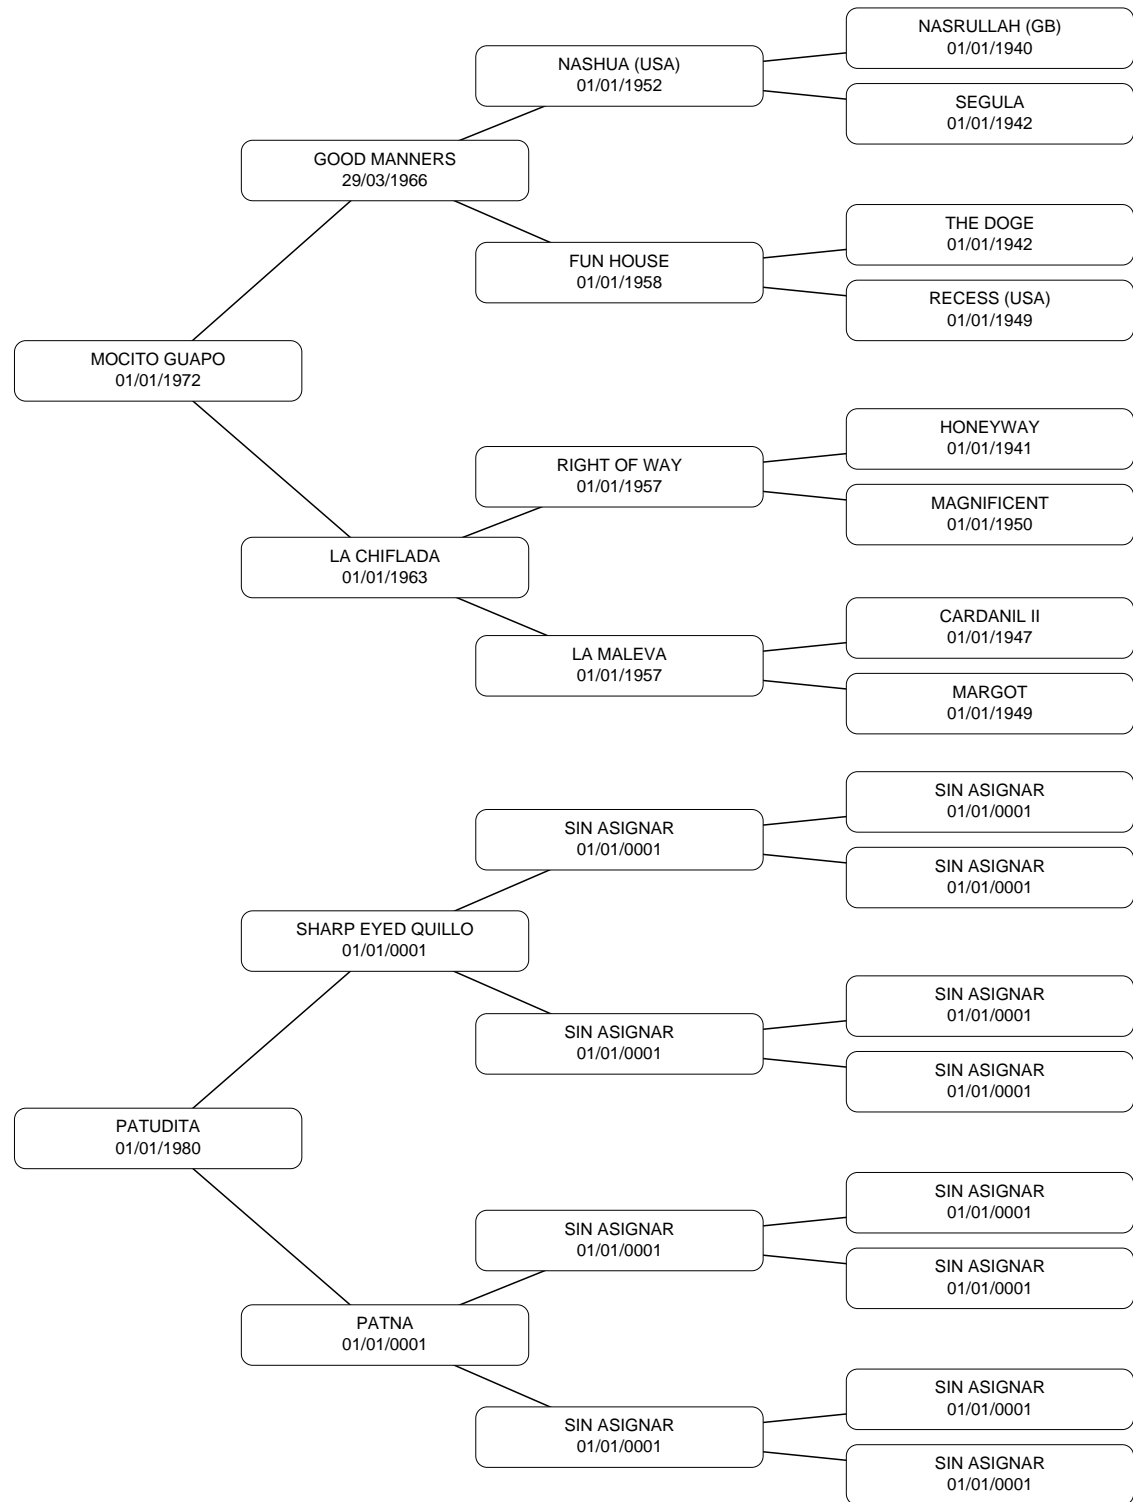 NASRULLAH (GB)
01/01/1940
NASHUA (USA)
01/01/1952
SEGULA
01/01/1942
GOOD MANNERS
29/03/1966
THE DOGE
01/01/1942
FUN HOUSE
01/01/1958
RECESS (USA)
01/01/1949
MOCITO GUAPO
01/01/1972
HONEYWAY
01/01/1941
RIGHT OF WAY
01/01/1957
MAGNIFICENT
01/01/1950
LA CHIFLADA
01/01/1963
CARDANIL II
01/01/1947
LA MALEVA
01/01/1957
MARGOT
01/01/1949
SIN ASIGNAR
01/01/0001
SIN ASIGNAR
01/01/0001
SIN ASIGNAR
01/01/0001
SHARP EYED QUILLO
01/01/0001
SIN ASIGNAR
01/01/0001
SIN ASIGNAR
01/01/0001
SIN ASIGNAR
01/01/0001
PATUDITA
01/01/1980
SIN ASIGNAR
01/01/0001
SIN ASIGNAR
01/01/0001
SIN ASIGNAR
01/01/0001
PATNA
01/01/0001
SIN ASIGNAR
01/01/0001
SIN ASIGNAR
01/01/0001
SIN ASIGNAR
01/01/0001